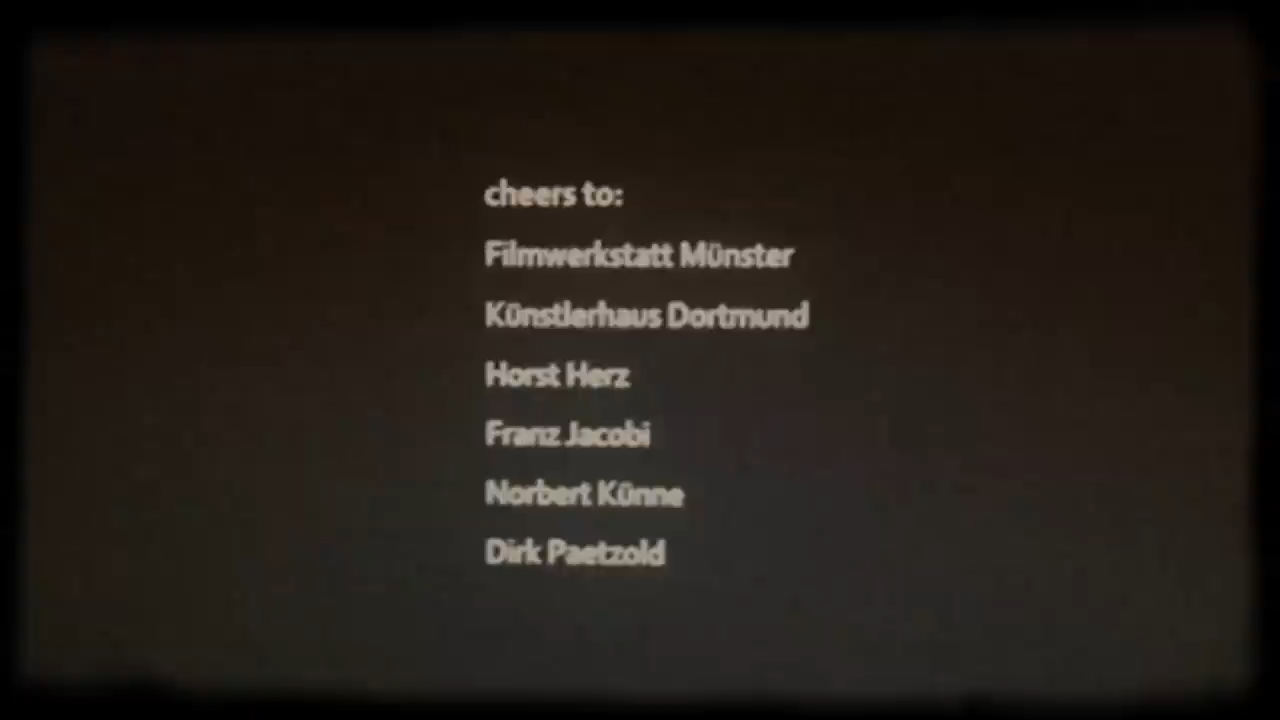 cheers to:
Filmwerkstatt Münster
Künstlerhaus Dortmund
Horst Herz
Franz Jacobi
Norbert Künne
Dirk Paetzold